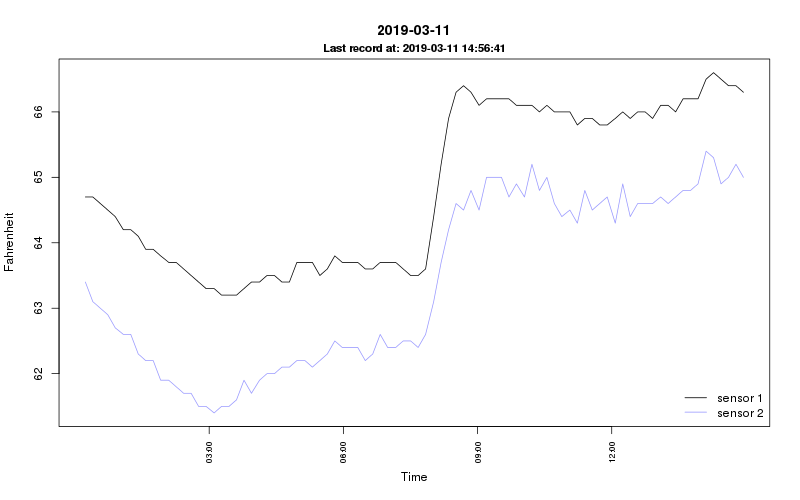 2019-03-11
Last record at: 2019-03-11 14:56:41
Fahrenheit
66
65
64
63
62
sensor 1
sensor 2
03:00
06:00
09:00
12:00
Time